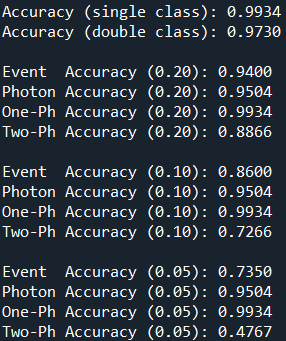 Accuracy (single class): 0.9934
Accuracy (double class): 0.9730
Event  Accuracy (0.20): 0.9400
Photon Accuracy (0.20): 0.9504
One-Ph Accuracy (0.20): 0.9934
Two-Ph Accuracy (0.20): 0.8866
Event  Accuracy (0.10): 0.8600
Photon Accuracy (0.10): 0.9504
One-Ph Accuracy (0.10): 0.9934
Two-Ph Accuracy (0.10): 0.7266
Event  Accuracy (0.05): 0.7350
Photon Accuracy (0.05): 0.9504
One-Ph Accuracy (0.05): 0.9934
Two-Ph Accuracy (0.05): 0.4767